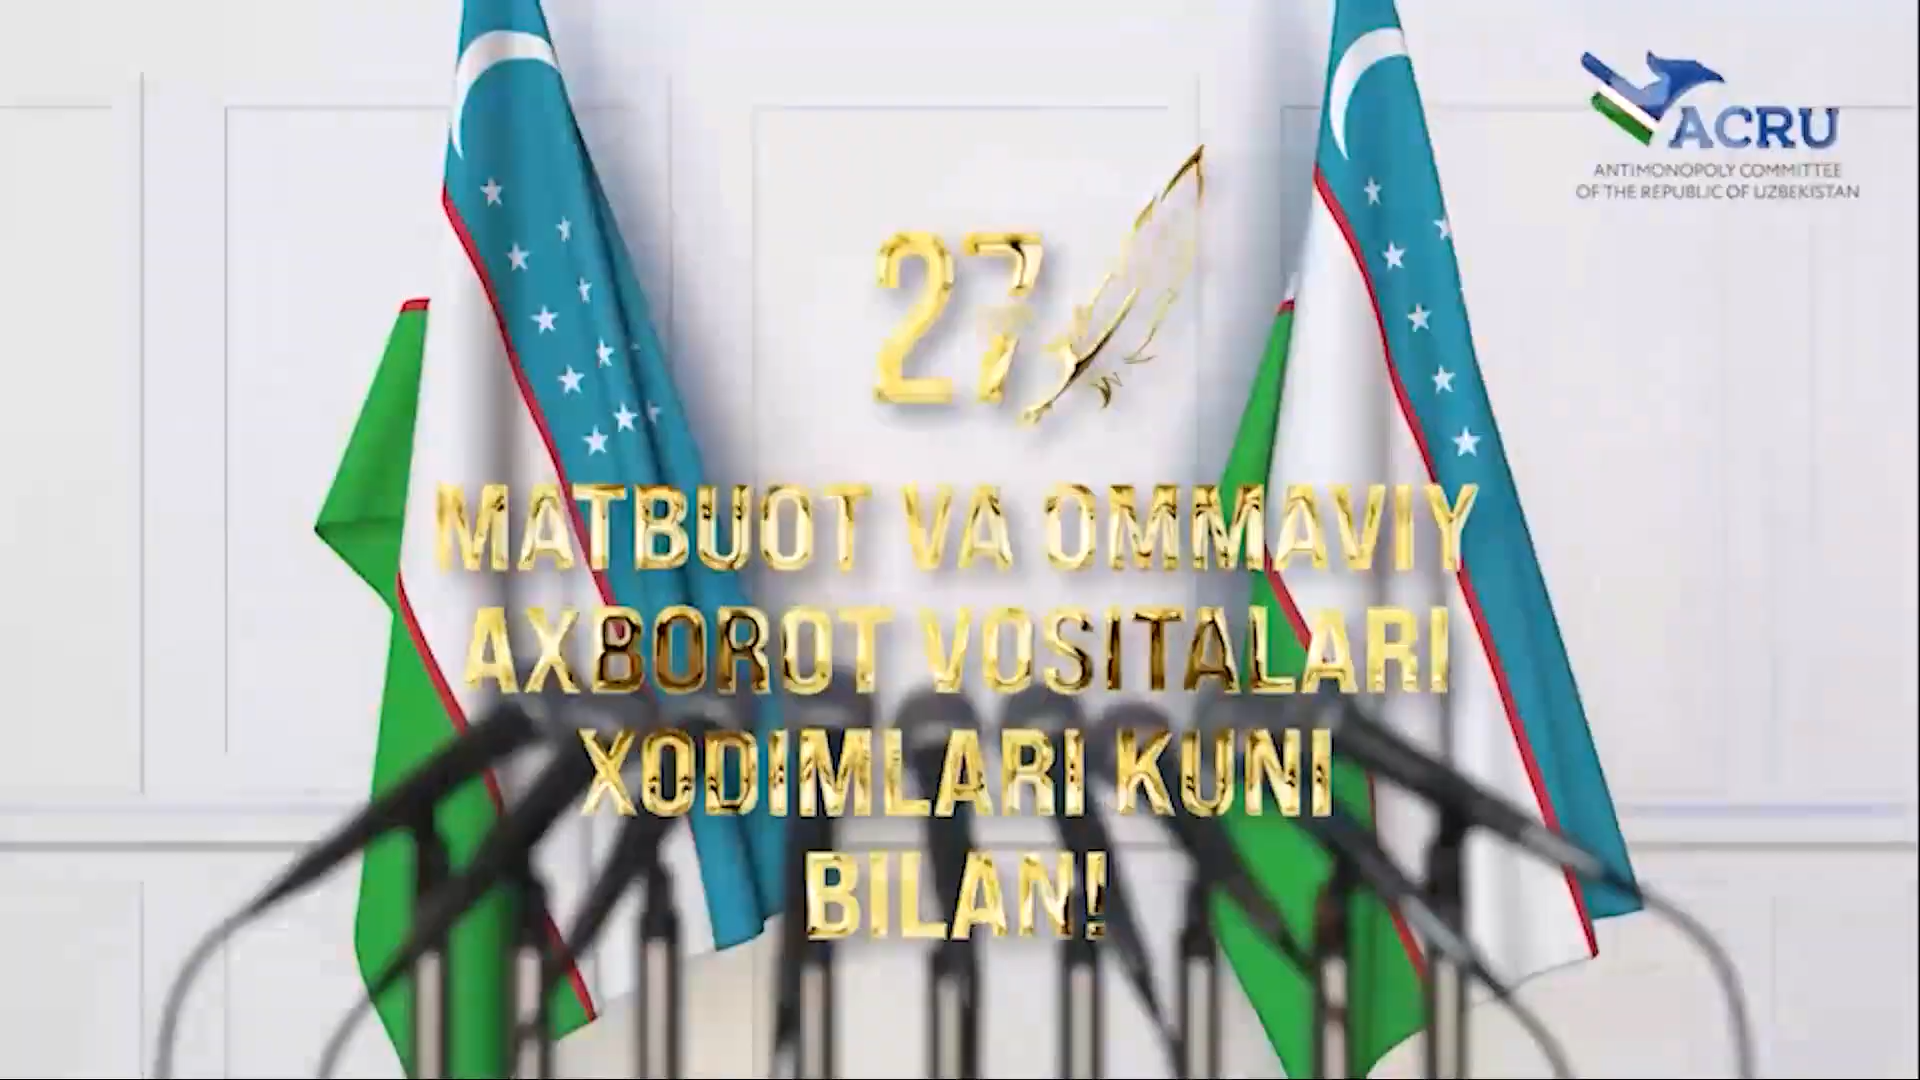 ACRU
ANTIMONOPOLY COMMITTEE
OF THE REPUBLIC OF UZBEKISTAN
27
MATBUOT VA OMMAVIY
AXBOROT VOSITALARI
XODIMLARI KUNI
BILAN!